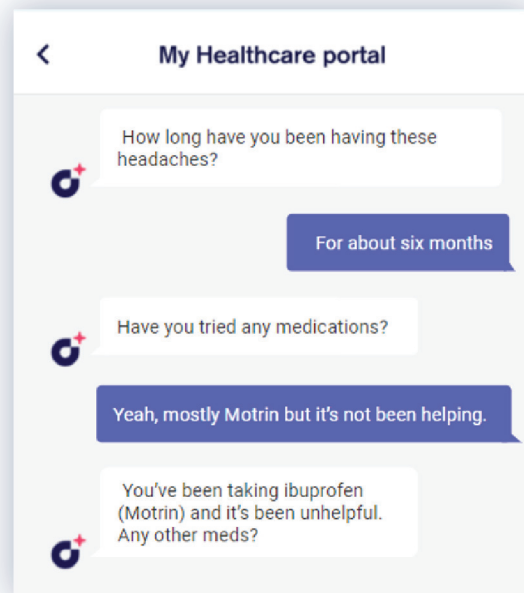 My Healthcare portal
How long have you been having these
headaches?
For about six months
Have you tried any medications?
Yeah, mostly Motrin but it's not been helping.
You've been taking ibuprofen
(Motrin) and it's been unhelpful.
Any other meds?